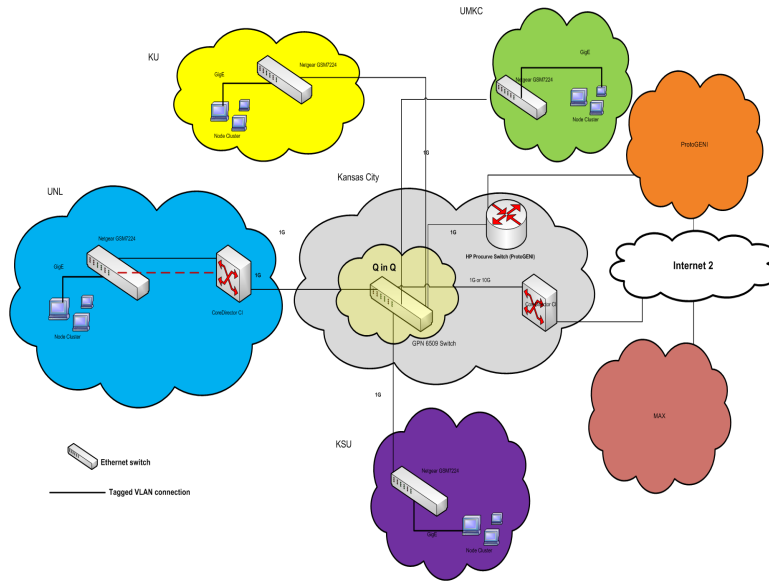 UMKC
KU
GigE
Netgear GSM7224
Netgear GSM7224
GigE
Node Cluster
Node Cluster
ProtoGENI
1G
Kansas City
UNL
Netgear GSM7224
1G
1G
HP Procurve Switch (ProtoGENI)
Q in Q
Internet 2
GigE
1G
1G or 10G
CoreDirector CI
CoreDirector CI
Node Cluster
GPN 6509 Switch
1G
MAX
KSU
Ethernet switch
Netgear GSM7224
Tagged VLAN connection
GigE
Node Cluster